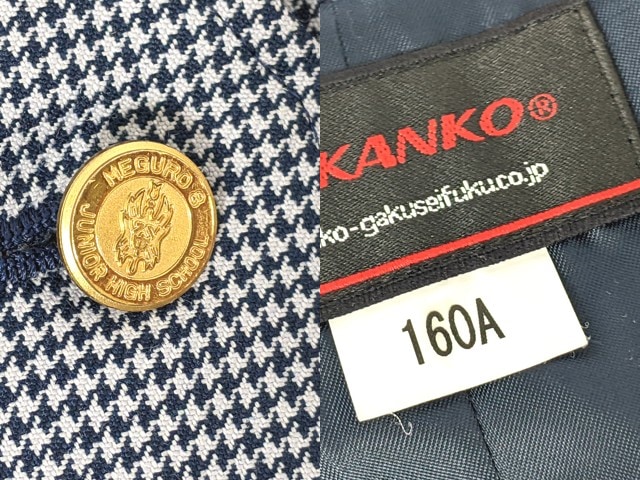 MEGURO 8
JUNIOR HIGH SCHOOL
KANKO®
ko-gakuseifuku.co.jp
160A